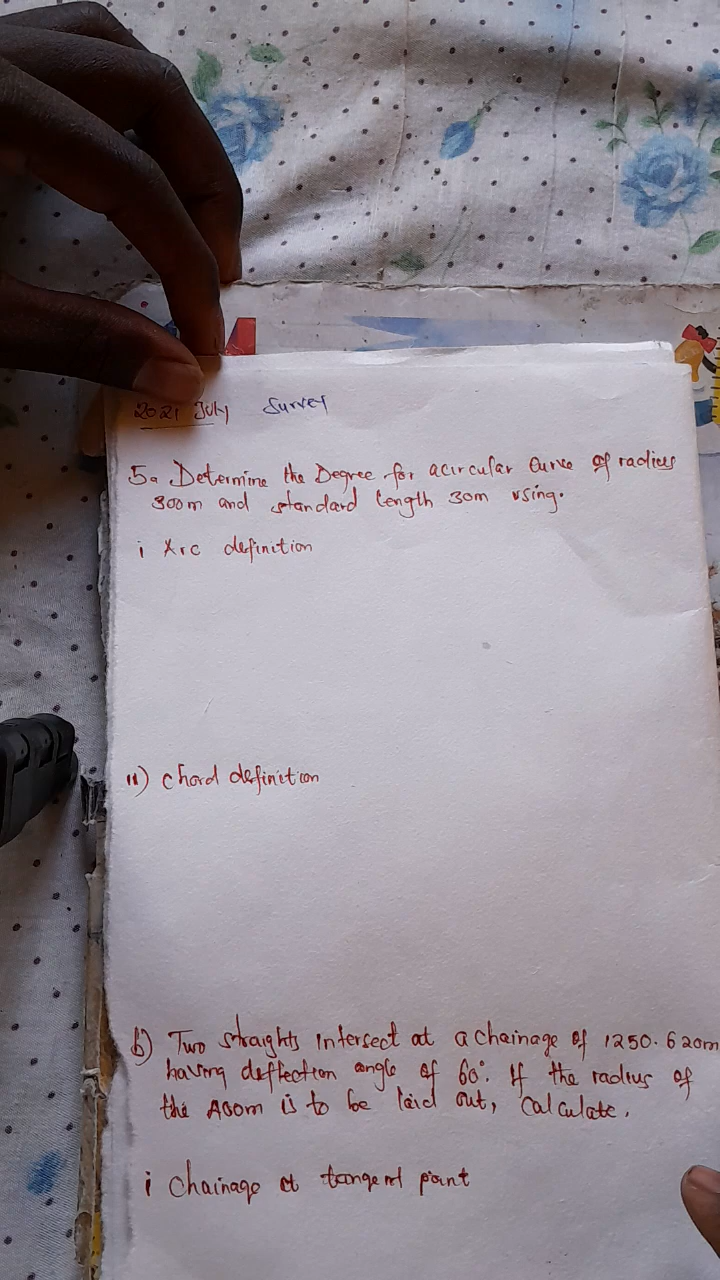 2021 July Survey
5a Determine the Degree for a circular curve of radius
300m and standard length 30m using.
i Arc definition
ii) chord definition
b) Two straights intersect at a chainage of 1250.620m
having deflection angle of 60°. If the radius of
the 400m is to be laid out, Calculate.
i chainage at tangent point